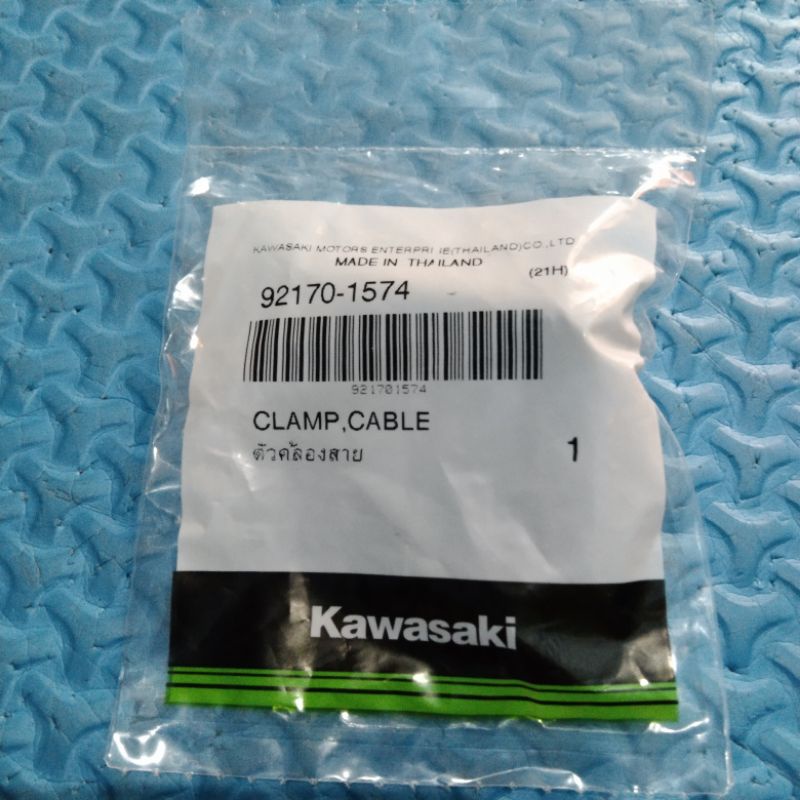 KAWASAKI MOTORS ENTERPRI IE(THAILAND)CO.,LTD
MADE IN THAILAND
(21H)
92170-1574
921701574
CLAMP,CABLE
ตัวคล้องสาย
1
Kawasaki